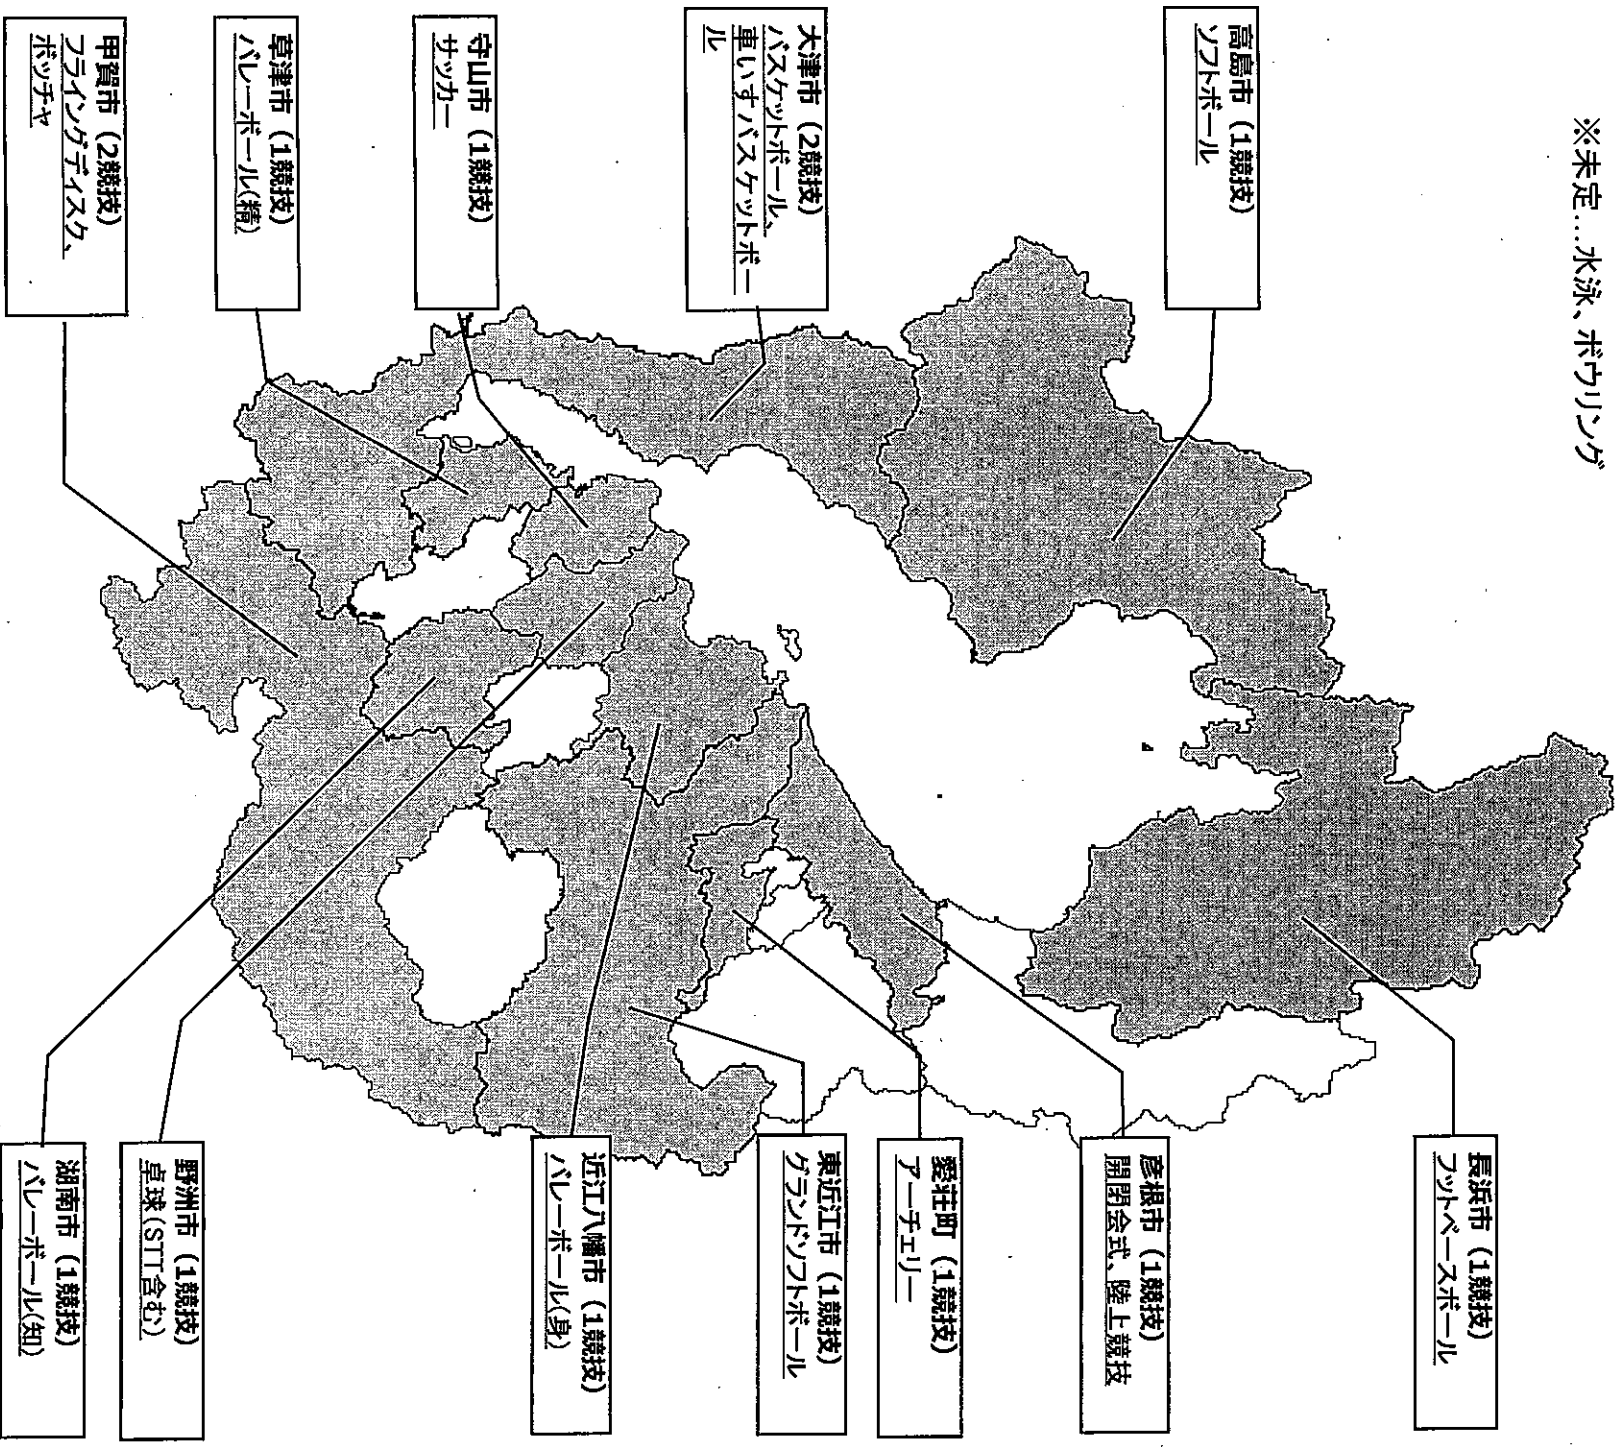 ※未定…水泳、ボウリング
高島市（1競技）
ソフトボール
大津市（2競技）
バスケットボール、
車いすバスケットボー
ル
守山市（1競技）
サッカー
草津市（1競技）
バレーボール(精)
甲賀市（2競技）
フライングディスク、
ボッチャ
長浜市（1競技）
フットベースボール
彦根市（1競技）
開閉会式、陸上競技
愛荘町（1競技）
アーチェリー
東近江市（1競技）
グランドソフトボール
近江八幡市（1競技）
バレーボール(身)
野洲市（1競技）
卓球(STT含む)
湖南市（1競技）
バレーボール(知)